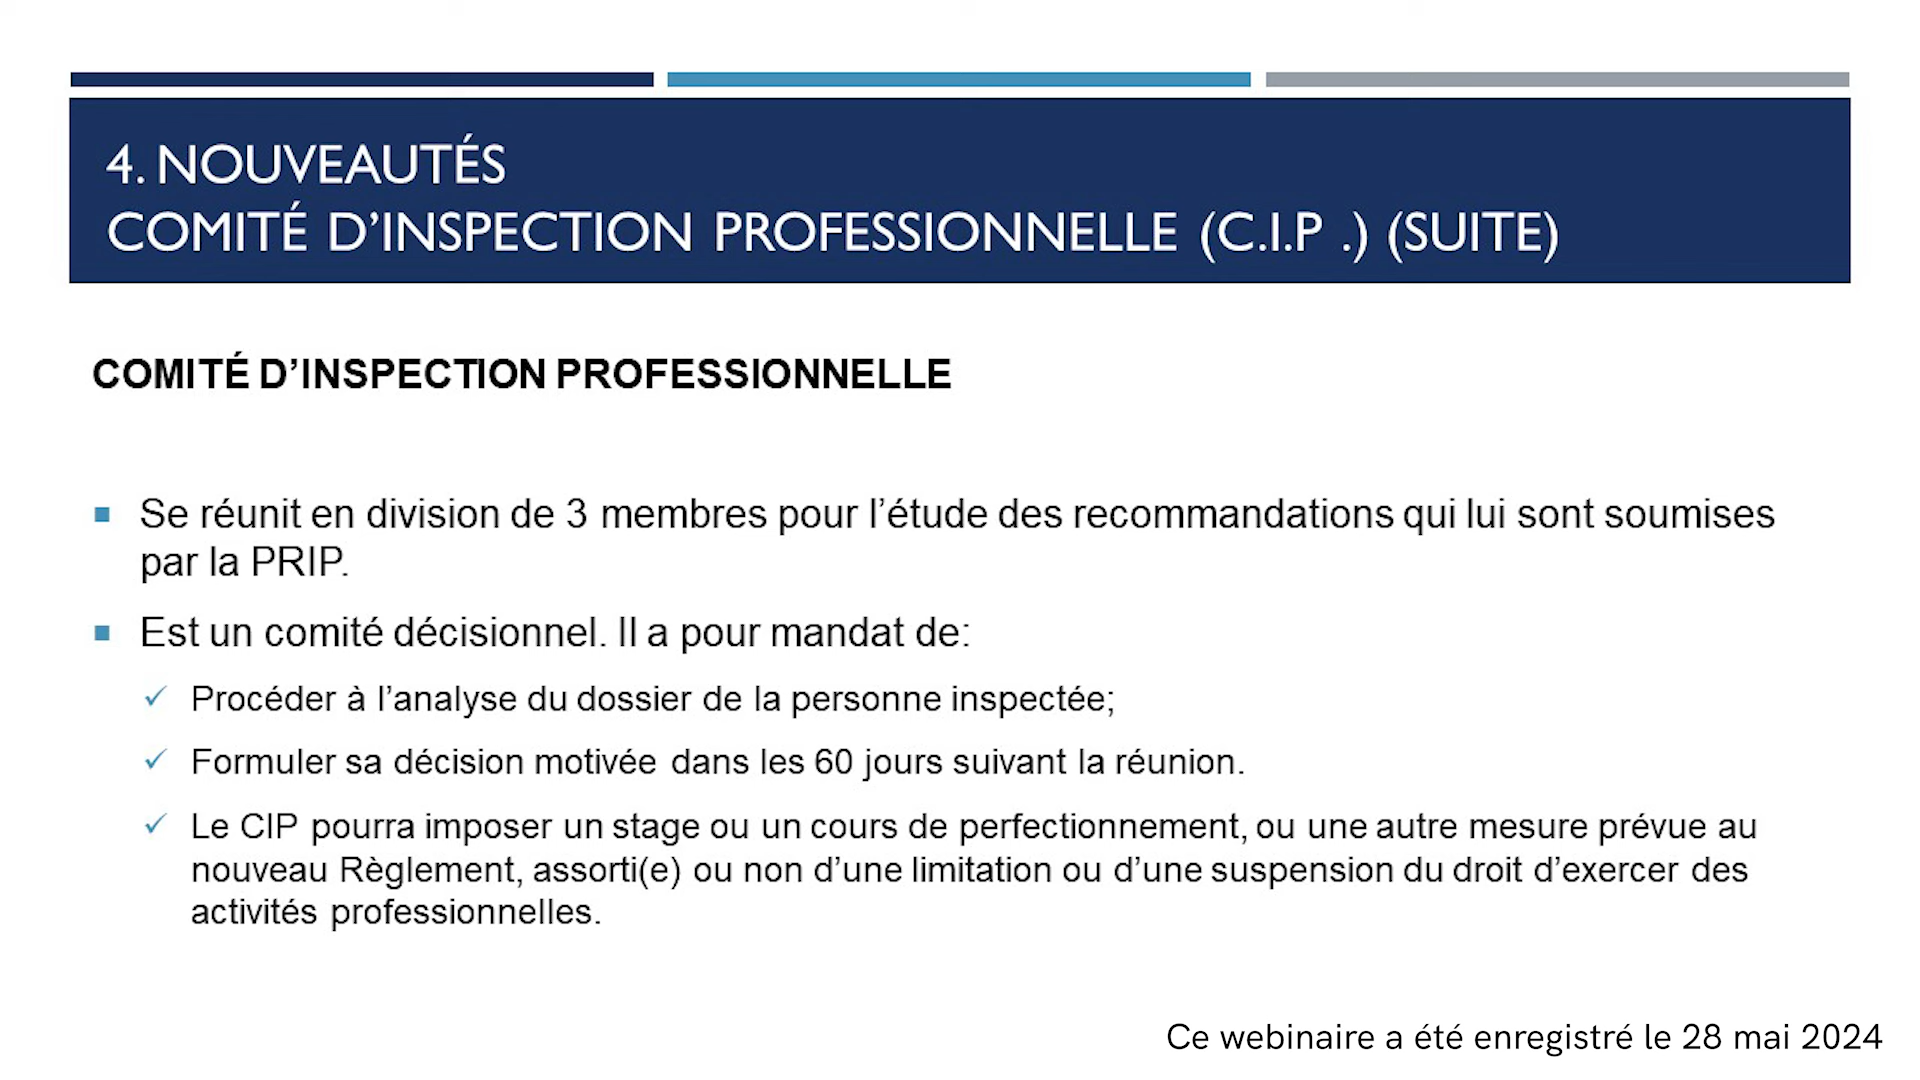 4. NOUVEAUTÉS
COMITÉ D’INSPECTION PROFESSIONNELLE (C.I.P .) (SUITE)
COMITÉ D’INSPECTION PROFESSIONNELLE
Se réunit en division de 3 membres pour l’étude des recommandations qui lui sont soumises
par la PRIP.
Est un comité décisionnel. Il a pour mandat de:
Procéder à l’analyse du dossier de la personne inspectée;
Formuler sa décision motivée dans les 60 jours suivant la réunion.
Le CIP pourra imposer un stage ou un cours de perfectionnement, ou une autre mesure prévue au
nouveau Règlement, assorti(e) ou non d’une limitation ou d’une suspension du droit d’exercer des
activités professionnelles.
Ce webinaire a été enregistré le 28 mai 2024